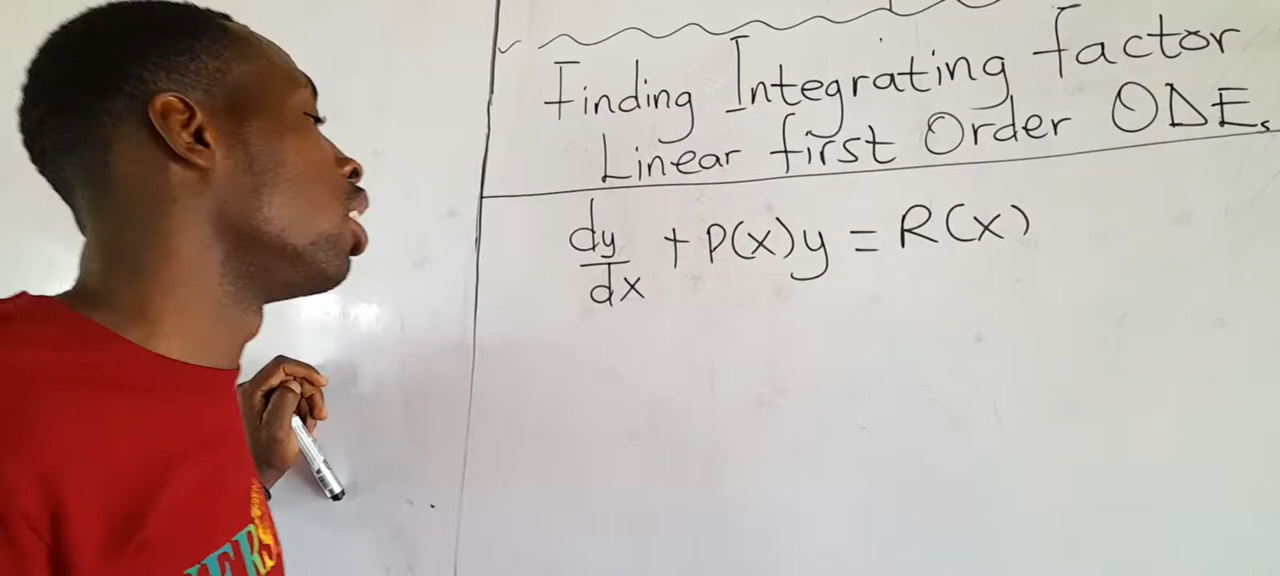 Finding Integrating factor
Linear first Order ODEs
dy/dx + P(x)y = R(x)